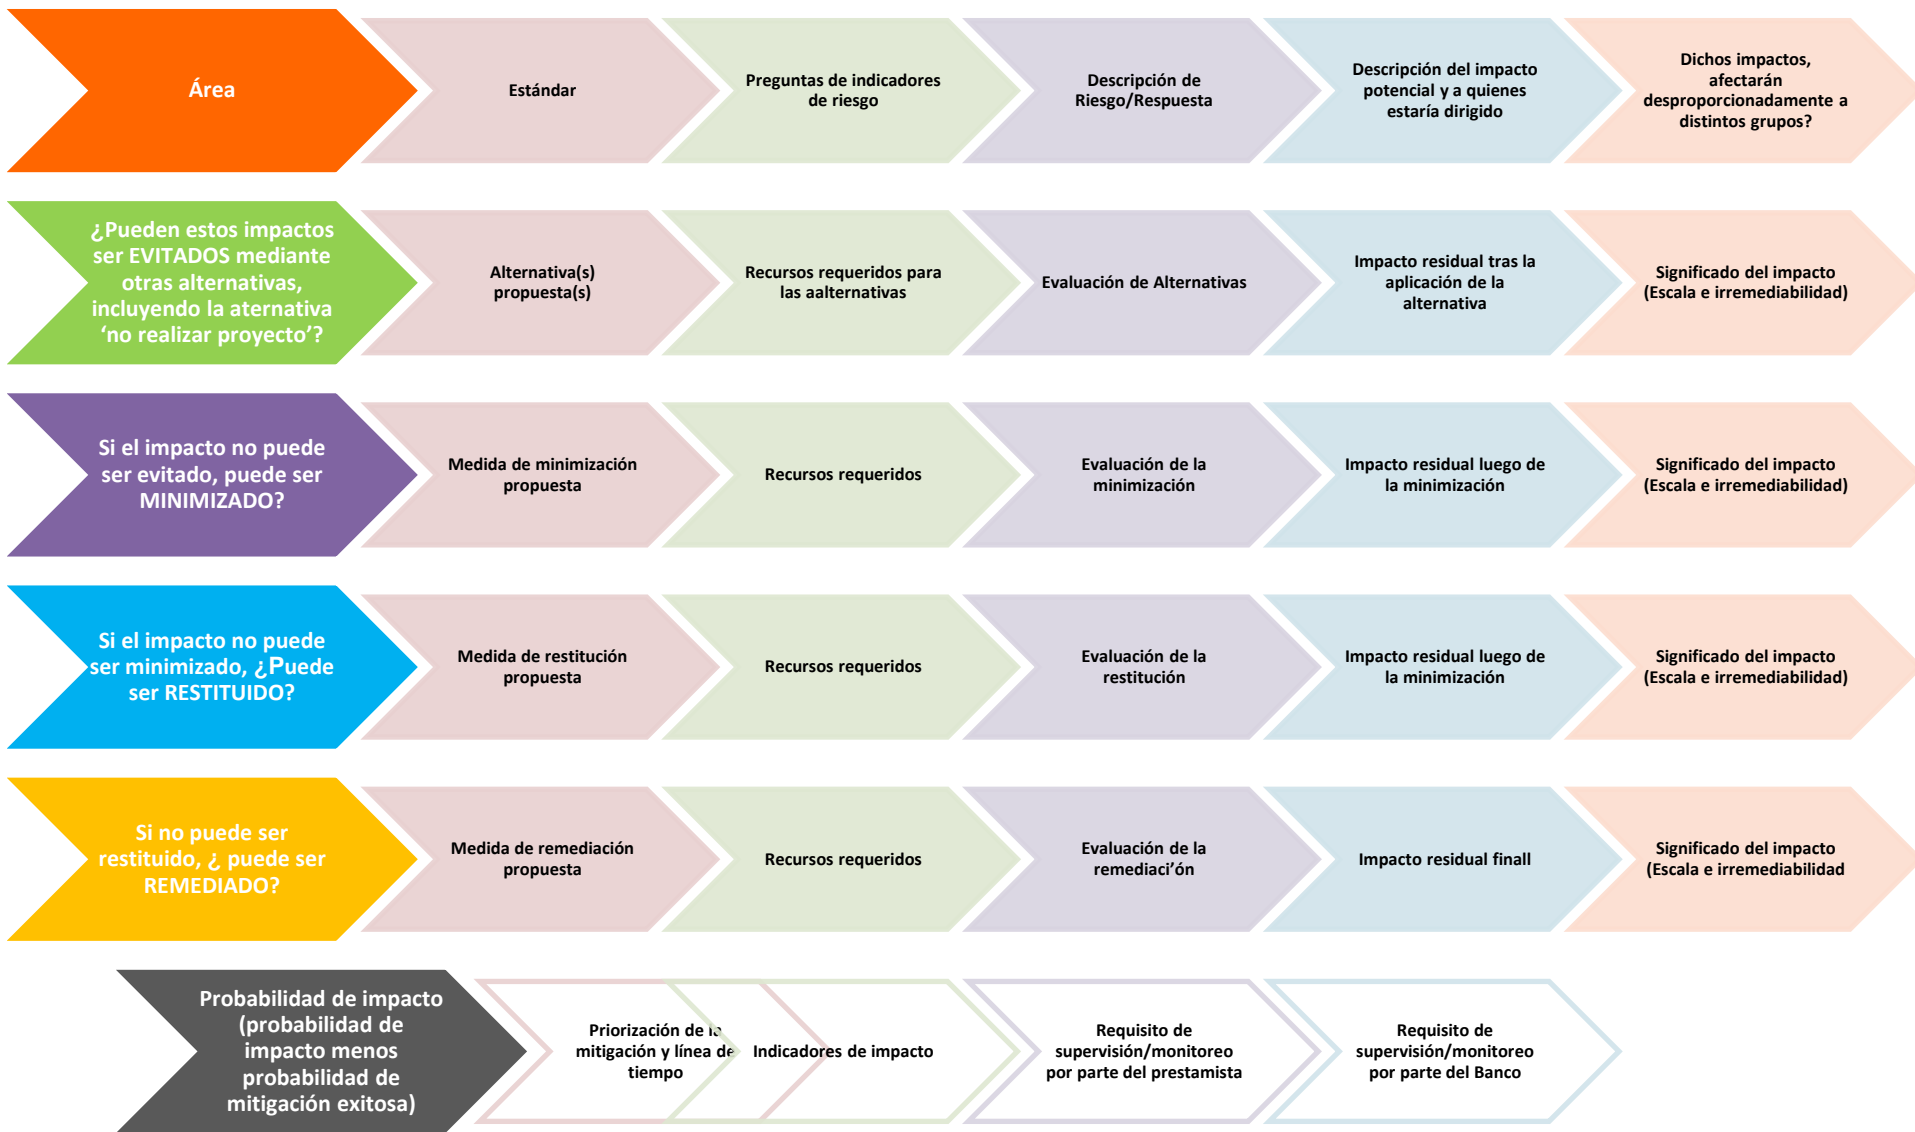 Área
Estándar
Preguntas de indicadores
de riesgo
Descripción de
Riesgo/Respuesta
Descripción del impacto
potencial y a quienes
estaría dirigido
Dichos impactos,
afectarán
desproporcionadamente a
distintos grupos?
¿Pueden estos impactos
ser EVITADOS mediante
otras alternativas,
incluyendo la aternativa
‘no realizar proyecto’?
Alternativa(s)
propuesta(s)
Recursos requeridos para
las aalternativas
Evaluación de Alternativas
Impacto residual tras la
aplicación de la
alternativa
Significado del impacto
(Escala e irremediabilidad)
Si el impacto no puede
ser evitado, puede ser
MINIMIZADO?
Medida de minimización
propuesta
Recursos requeridos
Evaluación de la
minimización
Impacto residual luego de
la minimización
Significado del impacto
(Escala e irremediabilidad)
Si el impacto no puede
ser minimizado, ¿Puede
ser RESTITUIDO?
Medida de restitución
propuesta
Recursos requeridos
Evaluación de la
restitución
Impacto residual luego de
la minimización
Significado del impacto
(Escala e irremediabilidad)
Si no puede ser
restituido, ¿ puede ser
REMEDIADO?
Medida de remediación
propuesta
Recursos requeridos
Evaluación de la
remediaci’ón
Impacto residual finall
Significado del impacto
(Escala e irremediabilidad
Probabilidad de impacto
(probabilidad de
impacto menos
probabilidad de
mitigación exitosa)
Priorización de la
mitigación y línea de
tiempo
Indicadores de impacto
Requisito de
supervisión/monitoreo
por parte del prestamista
Requisito de
supervisión/monitoreo
por parte del Banco